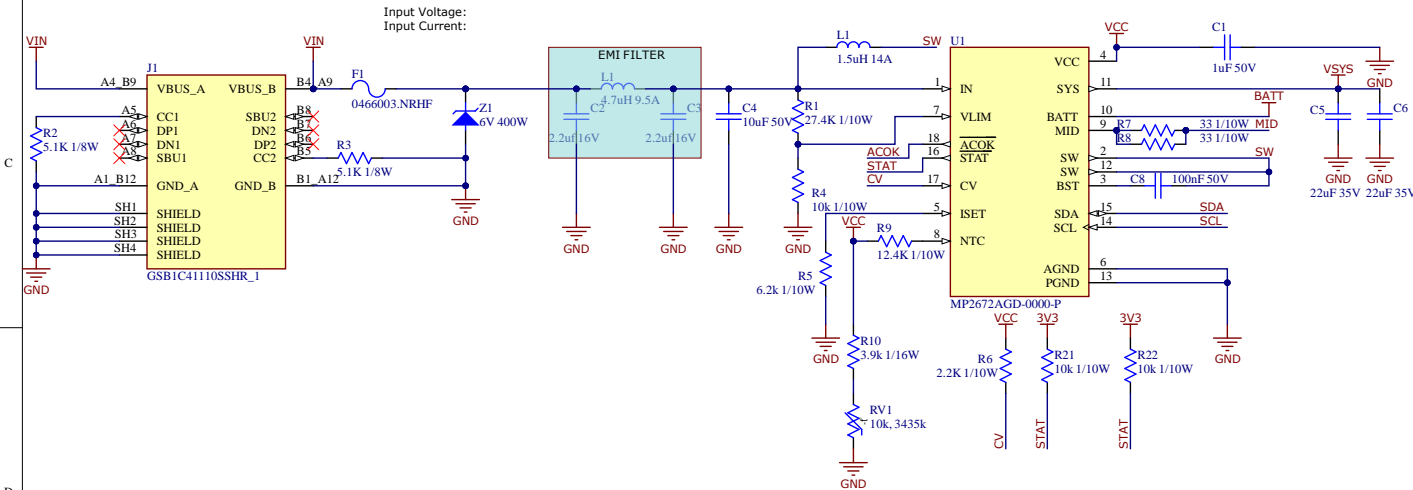 Input Voltage:
Input Current:
VIN
J1
A4_B9
VBUS_A
VBUS_B
B4_A9
VIN
A5
CC1
SBU2
B8
A6
DP1
DN2
B7
A7
DN1
DP2
B6
A8
SBU1
CC2
B5
A1_B12
GND_A
GND_B
B1_A12
SH1
SHIELD
SH2
SHIELD
SH3
SHIELD
SH4
SHIELD
GSB1C41110SSHR_1
R2
5.1K 1/8W
GND
F1
0466003.NRHF
Z1
6V 400W
R3
5.1K 1/8W
GND
EMI FILTER
L1
4.7uH 9.5A
C2
2.2uf 16V
C3
2.2uf 16V
GND
GND
C4
10uF 50V
GND
L1
1.5uH 14A
SW
R1
27.4K 1/10W
R4
10k 1/10W
GND
ACOK
STAT
CV
U1
1
IN
7
VLIM
18
ACOK
16
STAT
17
CV
5
ISET
8
NTC
VCC
4
SYS
11
BATT
10
MID
9
SW
2
SW
12
BST
3
SDA
15
SCL
14
AGND
6
PGND
13
MP2672AGD-0000-P
VCC
R9
12.4K 1/10W
R5
6.2k 1/10W
GND
R10
3.9k 1/16W
RV1
10k, 3435k
GND
VCC
C1
1uF 50V
GND
VSYS
BATT
R7
33 1/10W
MID
R8
33 1/10W
SW
C8
100nF 50V
SDA
SCL
GND
C5
GND
22uF 35V
C6
GND
22uF 35V
VCC
R6
2.2K 1/10W
CV
3V3
R21
10k 1/10W
STAT
3V3
R22
10k 1/10W
STAT
C